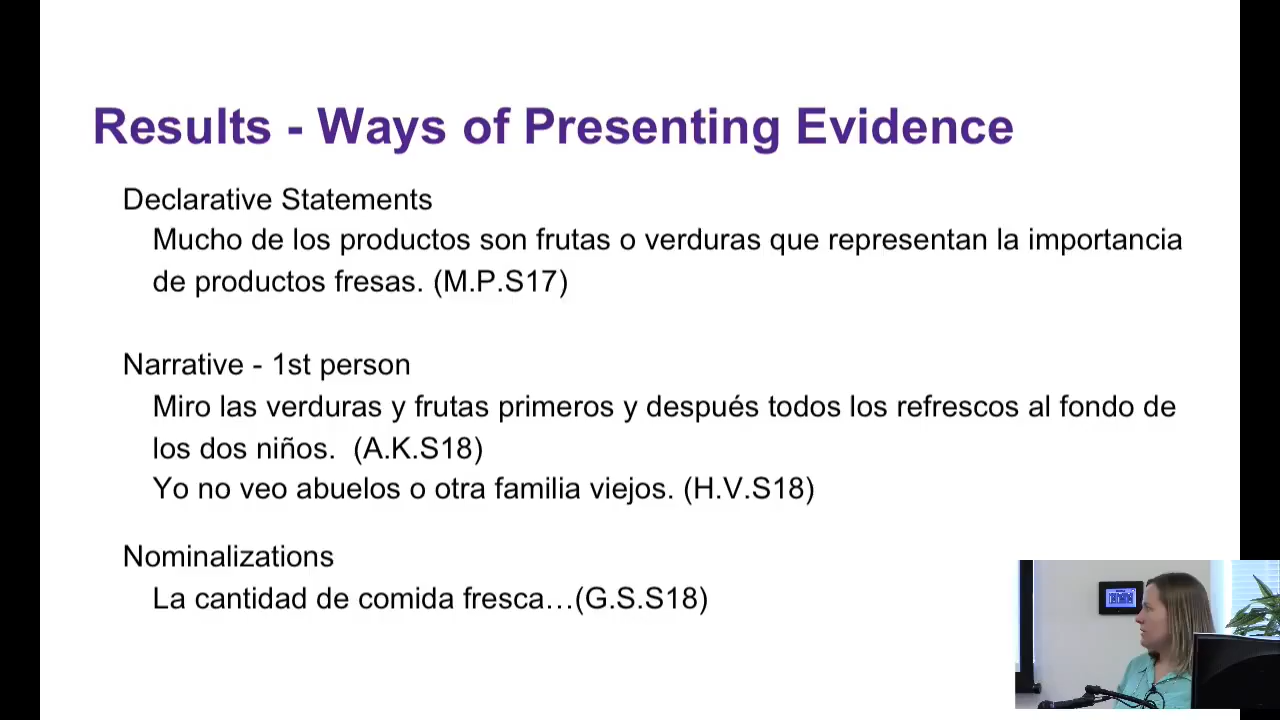 Results - Ways of Presenting Evidence
Declarative Statements
Mucho de los productos son frutas o verduras que representan la importancia
de productos fresas. (M.P.S17)
Narrative - 1st person
Miro las verduras y frutas primeros y después todos los refrescos al fondo de
los dos niños. (A.K.S18)
Yo no veo abuelos o otra familia viejos. (H.V.S18)
Nominalizations
La cantidad de comida fresca…(G.S.S18)